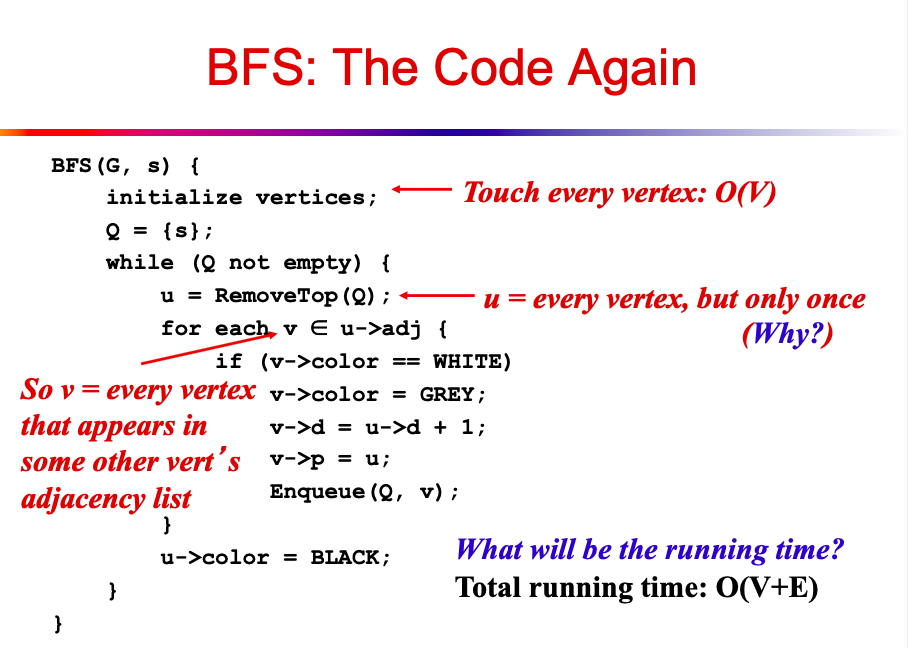 BFS: The Code Again
BFS(G, s) {
initialize vertices;
Touch every vertex: O(V)
Q = {s};
while (Q not empty) {
u = RemoveTop(Q);
u = every vertex, but only once
(Why?)
for each v ∈ u->adj {
if (v->color == WHITE)
So v = every vertex
that appears in
some other vert's
adjacency list
v->color = GREY;
v->d = u->d + 1;
v->p = u;
Enqueue(Q, v);
}
u->color = BLACK;
What will be the running time?
Total running time: O(V+E)
}
}